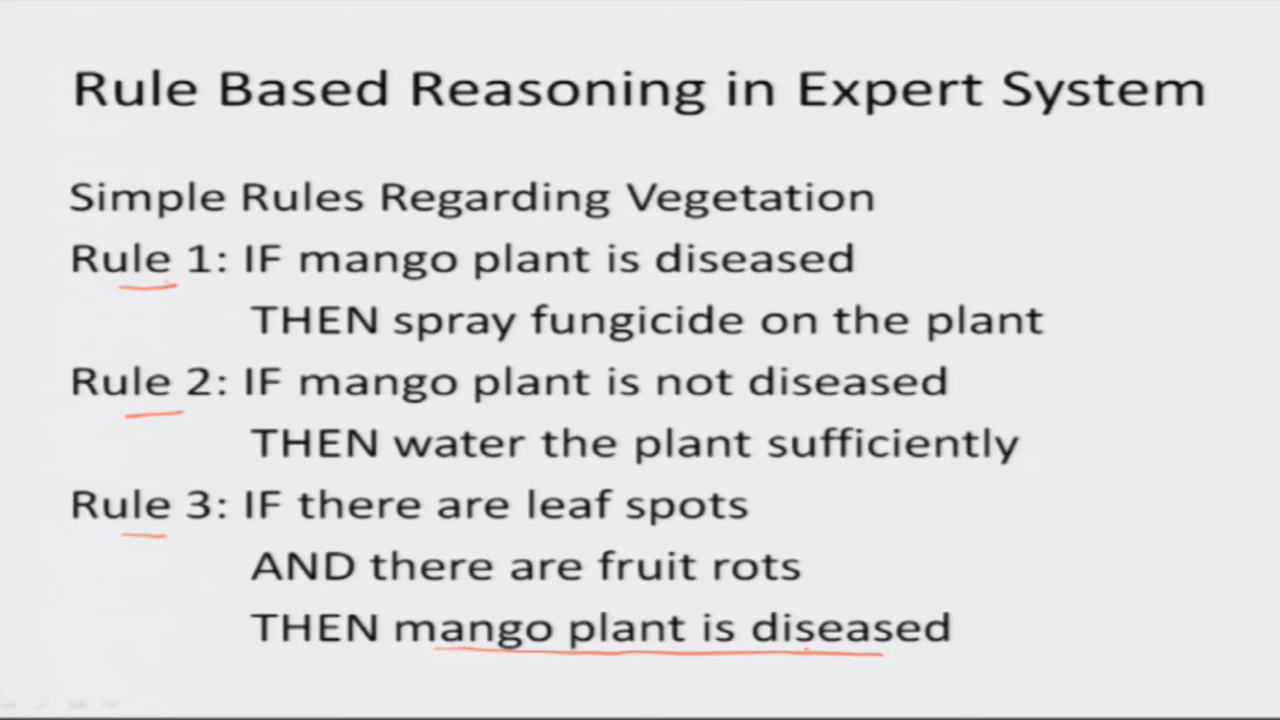 Rule Based Reasoning in Expert System
Simple Rules Regarding Vegetation
Rule 1: IF mango plant is diseased
THEN spray fungicide on the plant
Rule 2: IF mango plant is not diseased
THEN water the plant sufficiently
Rule 3: IF there are leaf spots
AND there are fruit rots
THEN mango plant is diseased